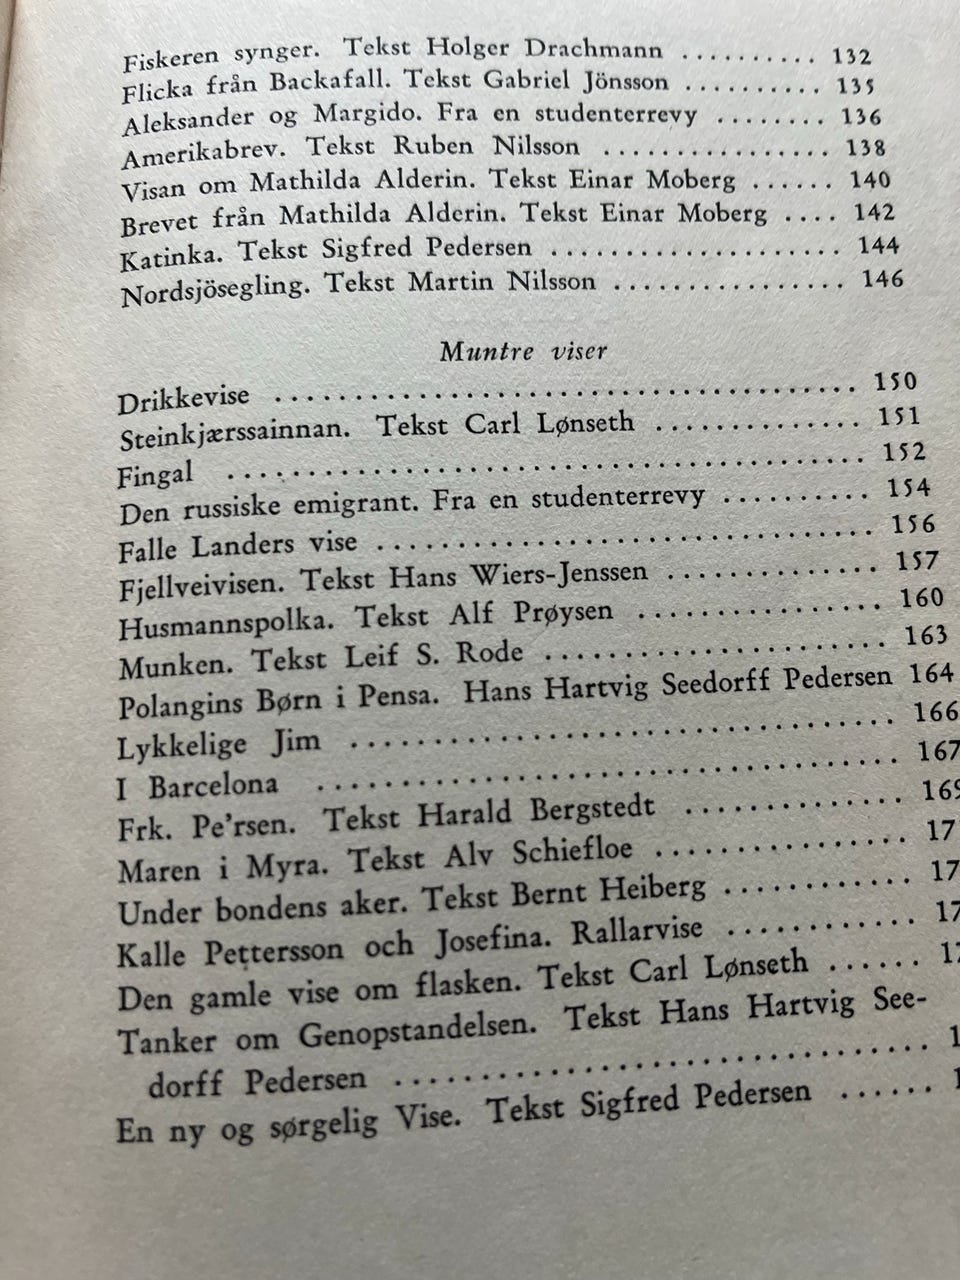 Fiskeren synger. Tekst Holger Drachmann .......... 132
Flicka från Backafall. Tekst Gabriel Jönsson .......... 135
Aleksander og Margido. Fra en studenterrevy ........ 136
Amerikabrev. Tekst Ruben Nilsson ................ 138
Visan om Mathilda Alderin. Tekst Einar Moberg ...... 140
Brevet från Mathilda Alderin. Tekst Einar Moberg .... 142
Katinka. Tekst Sigfred Pedersen .................... 144
Nordsjösegling. Tekst Martin Nilsson ................ 146
Muntre viser
Drikkevise ........................................ 150
Steinkjærssainnan. Tekst Carl Lønseth .............. 151
Fingal ............................................ 152
Den russiske emigrant. Fra en studenterrevy .......... 154
Falle Landers vise .................................. 156
Fjellveivisen. Tekst Hans Wiers-Jenssen .............. 157
Husmannspolka. Tekst Alf Prøysen ................ 160
Munken. Tekst Leif S. Rode ...................... 163
Polangins Børn i Pensa. Hans Hartvig Seedorff Pedersen 164
Lykkelige Jim .................................... 166
I Barcelona ...................................... 167
Frk. Pe'rsen. Tekst Harald Bergstedt .............. 169
Maren i Myra. Tekst Alv Schiefloe ................ 17
Under bondens aker. Tekst Bernt Heiberg ............ 17
Kalle Pettersson och Josefina. Rallarvise ............ 17
Den gamle vise om flasken. Tekst Carl Lønseth ...... 17
Tanker om Genopstandelsen. Tekst Hans Hartvig See-
dorff Pedersen .................................. 1
En ny og sørgelig Vise. Tekst Sigfred Pedersen ...... 1